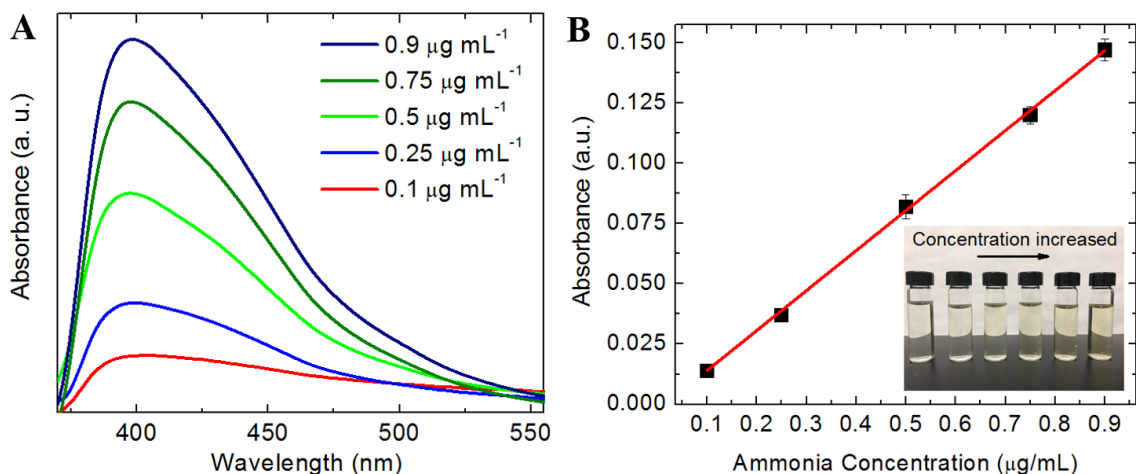 A
0.9 μg mL⁻¹
0.75 μg mL⁻¹
0.5 μg mL⁻¹
0.25 μg mL⁻¹
0.1 μg mL⁻¹
Absorbance (a. u.)
400 450 500 550
Wavelength (nm)
B
0.150
0.125
0.100
0.075
0.050
0.025
0.000
Absorbance (a.u.)
Concentration increased
0.1 0.2 0.3 0.4 0.5 0.6 0.7 0.8 0.9
Ammonia Concentration (μg/mL)